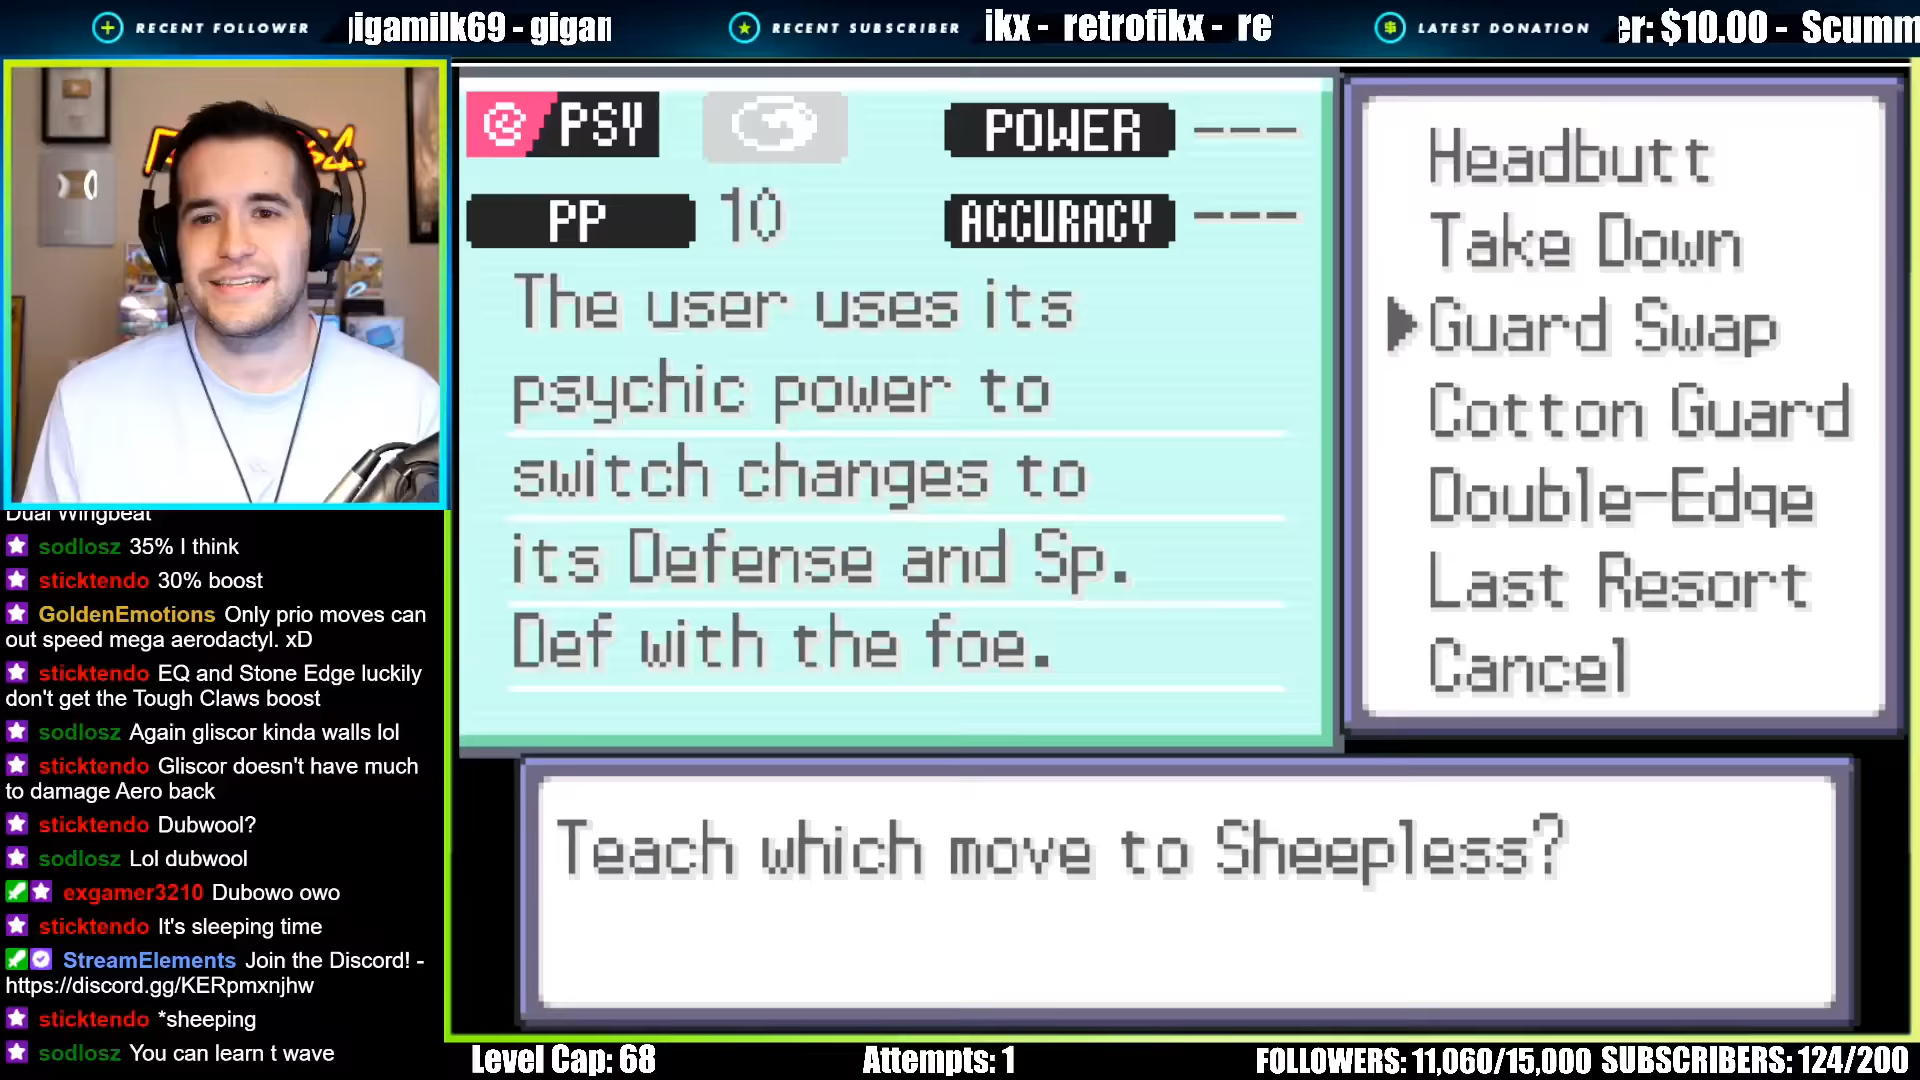 RECENT FOLLOWER
gigamilk69 - gigan
RECENT SUBSCRIBER
ikx - retrofikx - re
LATEST DONATION
er: $10.00 - Scumm
PSY
POWER ---
PP 10
ACCURACY ---
The user uses its
psychic power to
switch changes to
its Defense and Sp.
Def with the foe.
Headbutt
Take Down
Guard Swap
Cotton Guard
Double-Edge
Last Resort
Cancel
Teach which move to Sheepless?
Dual Wingbeat
sodlosz 35% I think
sticktendo 30% boost
GoldenEmotions Only prio moves can
out speed mega aerodactyl. xD
sticktendo EQ and Stone Edge luckily
don't get the Tough Claws boost
sodlosz Again gliscor kinda walls lol
sticktendo Gliscor doesn't have much
to damage Aero back
sticktendo Dubwool?
sodlosz Lol dubwool
exgamer3210 Dubowo owo
sticktendo It's sleeping time
StreamElements Join the Discord! -
https://discord.gg/KERpmxnjhw
sticktendo *sheeping
sodlosz You can learn t wave
Level Cap: 68
Attempts: 1
FOLLOWERS: 11,060/15,000 SUBSCRIBERS: 124/200